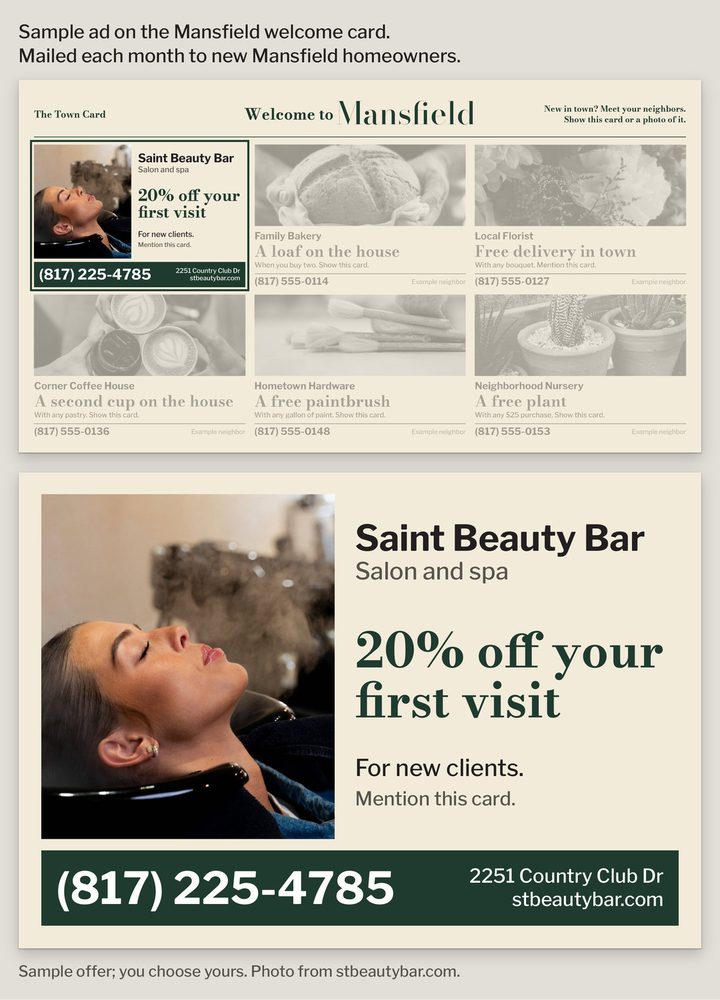 Sample ad on the Mansfield welcome card.
Mailed each month to new Mansfield homeowners.
The Town Card
Welcome to Mansfield
New in town? Meet your neighbors.
Show this card or a photo of it.
Saint Beauty Bar
Salon and spa
20% off your
first visit
For new clients.
Mention this card.
(817) 225-4785
2251 Country Club Dr
stbeautybar.com
Family Bakery
A loaf on the house
When you buy two. Show this card.
(817) 555-0114
Example neighbor
Local Florist
Free delivery in town
With any bouquet. Mention this card.
(817) 555-0127
Example neighbor
Corner Coffee House
A second cup on the house
With any pastry. Show this card.
(817) 555-0136
Example neighbor
Hometown Hardware
A free paintbrush
With any gallon of paint. Show this card.
(817) 555-0148
Example neighbor
Neighborhood Nursery
A free plant
With any $25 purchase. Show this card.
(817) 555-0153
Example neighbor
Saint Beauty Bar
Salon and spa
20% off your
first visit
For new clients.
Mention this card.
(817) 225-4785
2251 Country Club Dr
stbeautybar.com
Sample offer; you choose yours. Photo from stbeautybar.com.